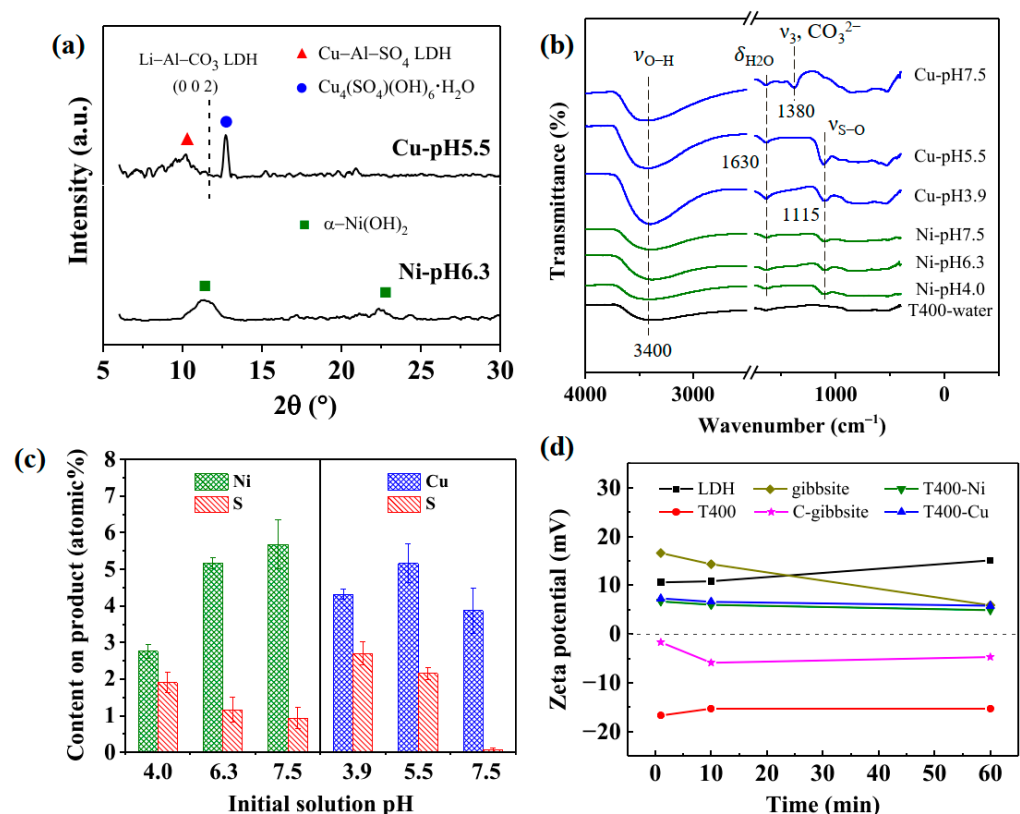 (a)
Li–Al–CO₃ LDH
(0 0 2)
Cu–Al–SO₄ LDH
Cu₄(SO₄)(OH)₆·H₂O
Cu-pH5.5
α–Ni(OH)₂
Ni-pH6.3
Intensity (a.u.)
5 10 15 20 25 30
2θ (°)
(b)
ν_O–H
δ_H2O
ν₃, CO₃²⁻
Cu-pH7.5
1380
ν_S–O
1630
Cu-pH5.5
Cu-pH3.9
1115
Ni-pH7.5
Ni-pH6.3
Ni-pH4.0
T400-water
3400
Transmittance (%)
4000 3000 1000 0
Wavenumber (cm⁻¹)
(c)
Ni
S
Cu
S
8
7
6
5
4
3
2
1
0
Content on product (atomic%)
4.0 6.3 7.5 3.9 5.5 7.5
Initial solution pH
(d)
LDH gibbsite T400-Ni
T400 C-gibbsite T400-Cu
30
20
10
0
−10
−20
Zeta potential (mV)
0 10 20 30 40 50 60
Time (min)